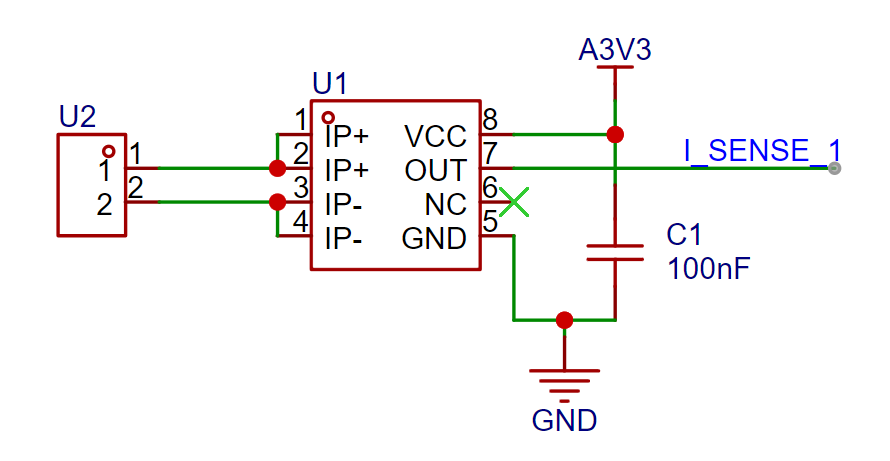 A3V3
U1
U2
1 IP+ VCC 8
1 1 2 IP+ OUT 7 I_SENSE_1
2 2 3 IP- NC 6
4 IP- GND 5
C1
100nF
GND